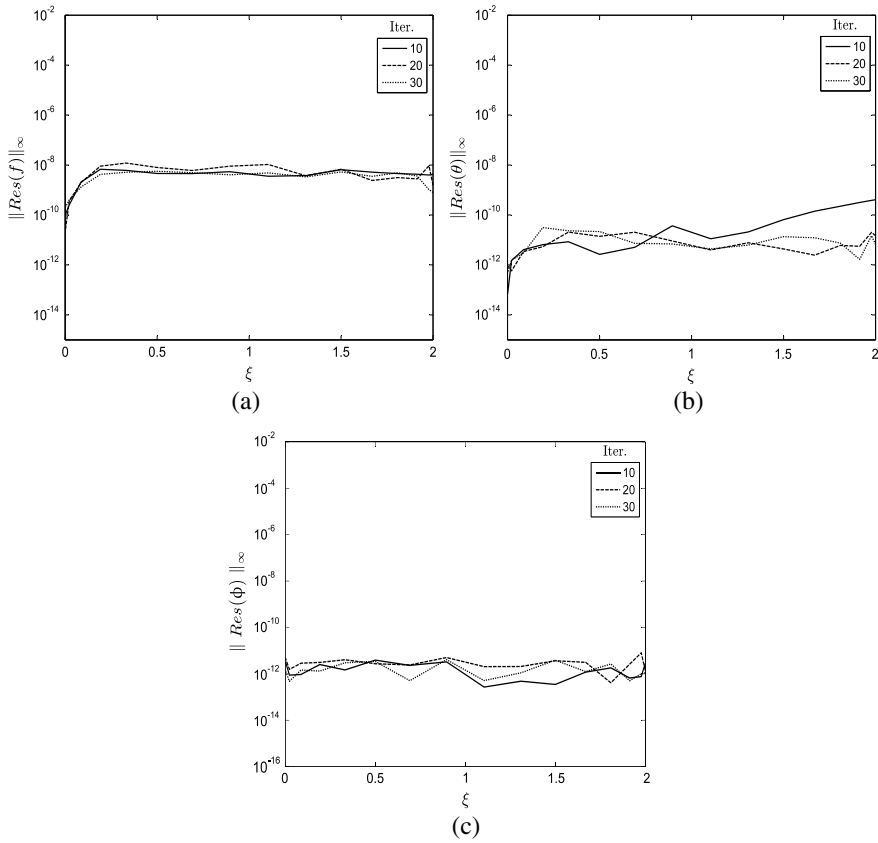 Iter.
10
20
30
10^-2
10^-4
10^-6
10^-8
10^-10
10^-12
10^-14
||Res(f)||∞
0 0.5 1 1.5 2
ξ
(a)
Iter.
10
20
30
10^-2
10^-4
10^-6
10^-8
10^-10
10^-12
10^-14
||Res(θ)||∞
0 0.5 1 1.5 2
ξ
(b)
Iter.
10
20
30
10^-2
10^-4
10^-6
10^-8
10^-10
10^-12
10^-14
10^-16
|| Res(ϕ) ||∞
0 0.5 1 1.5 2
ξ
(c)